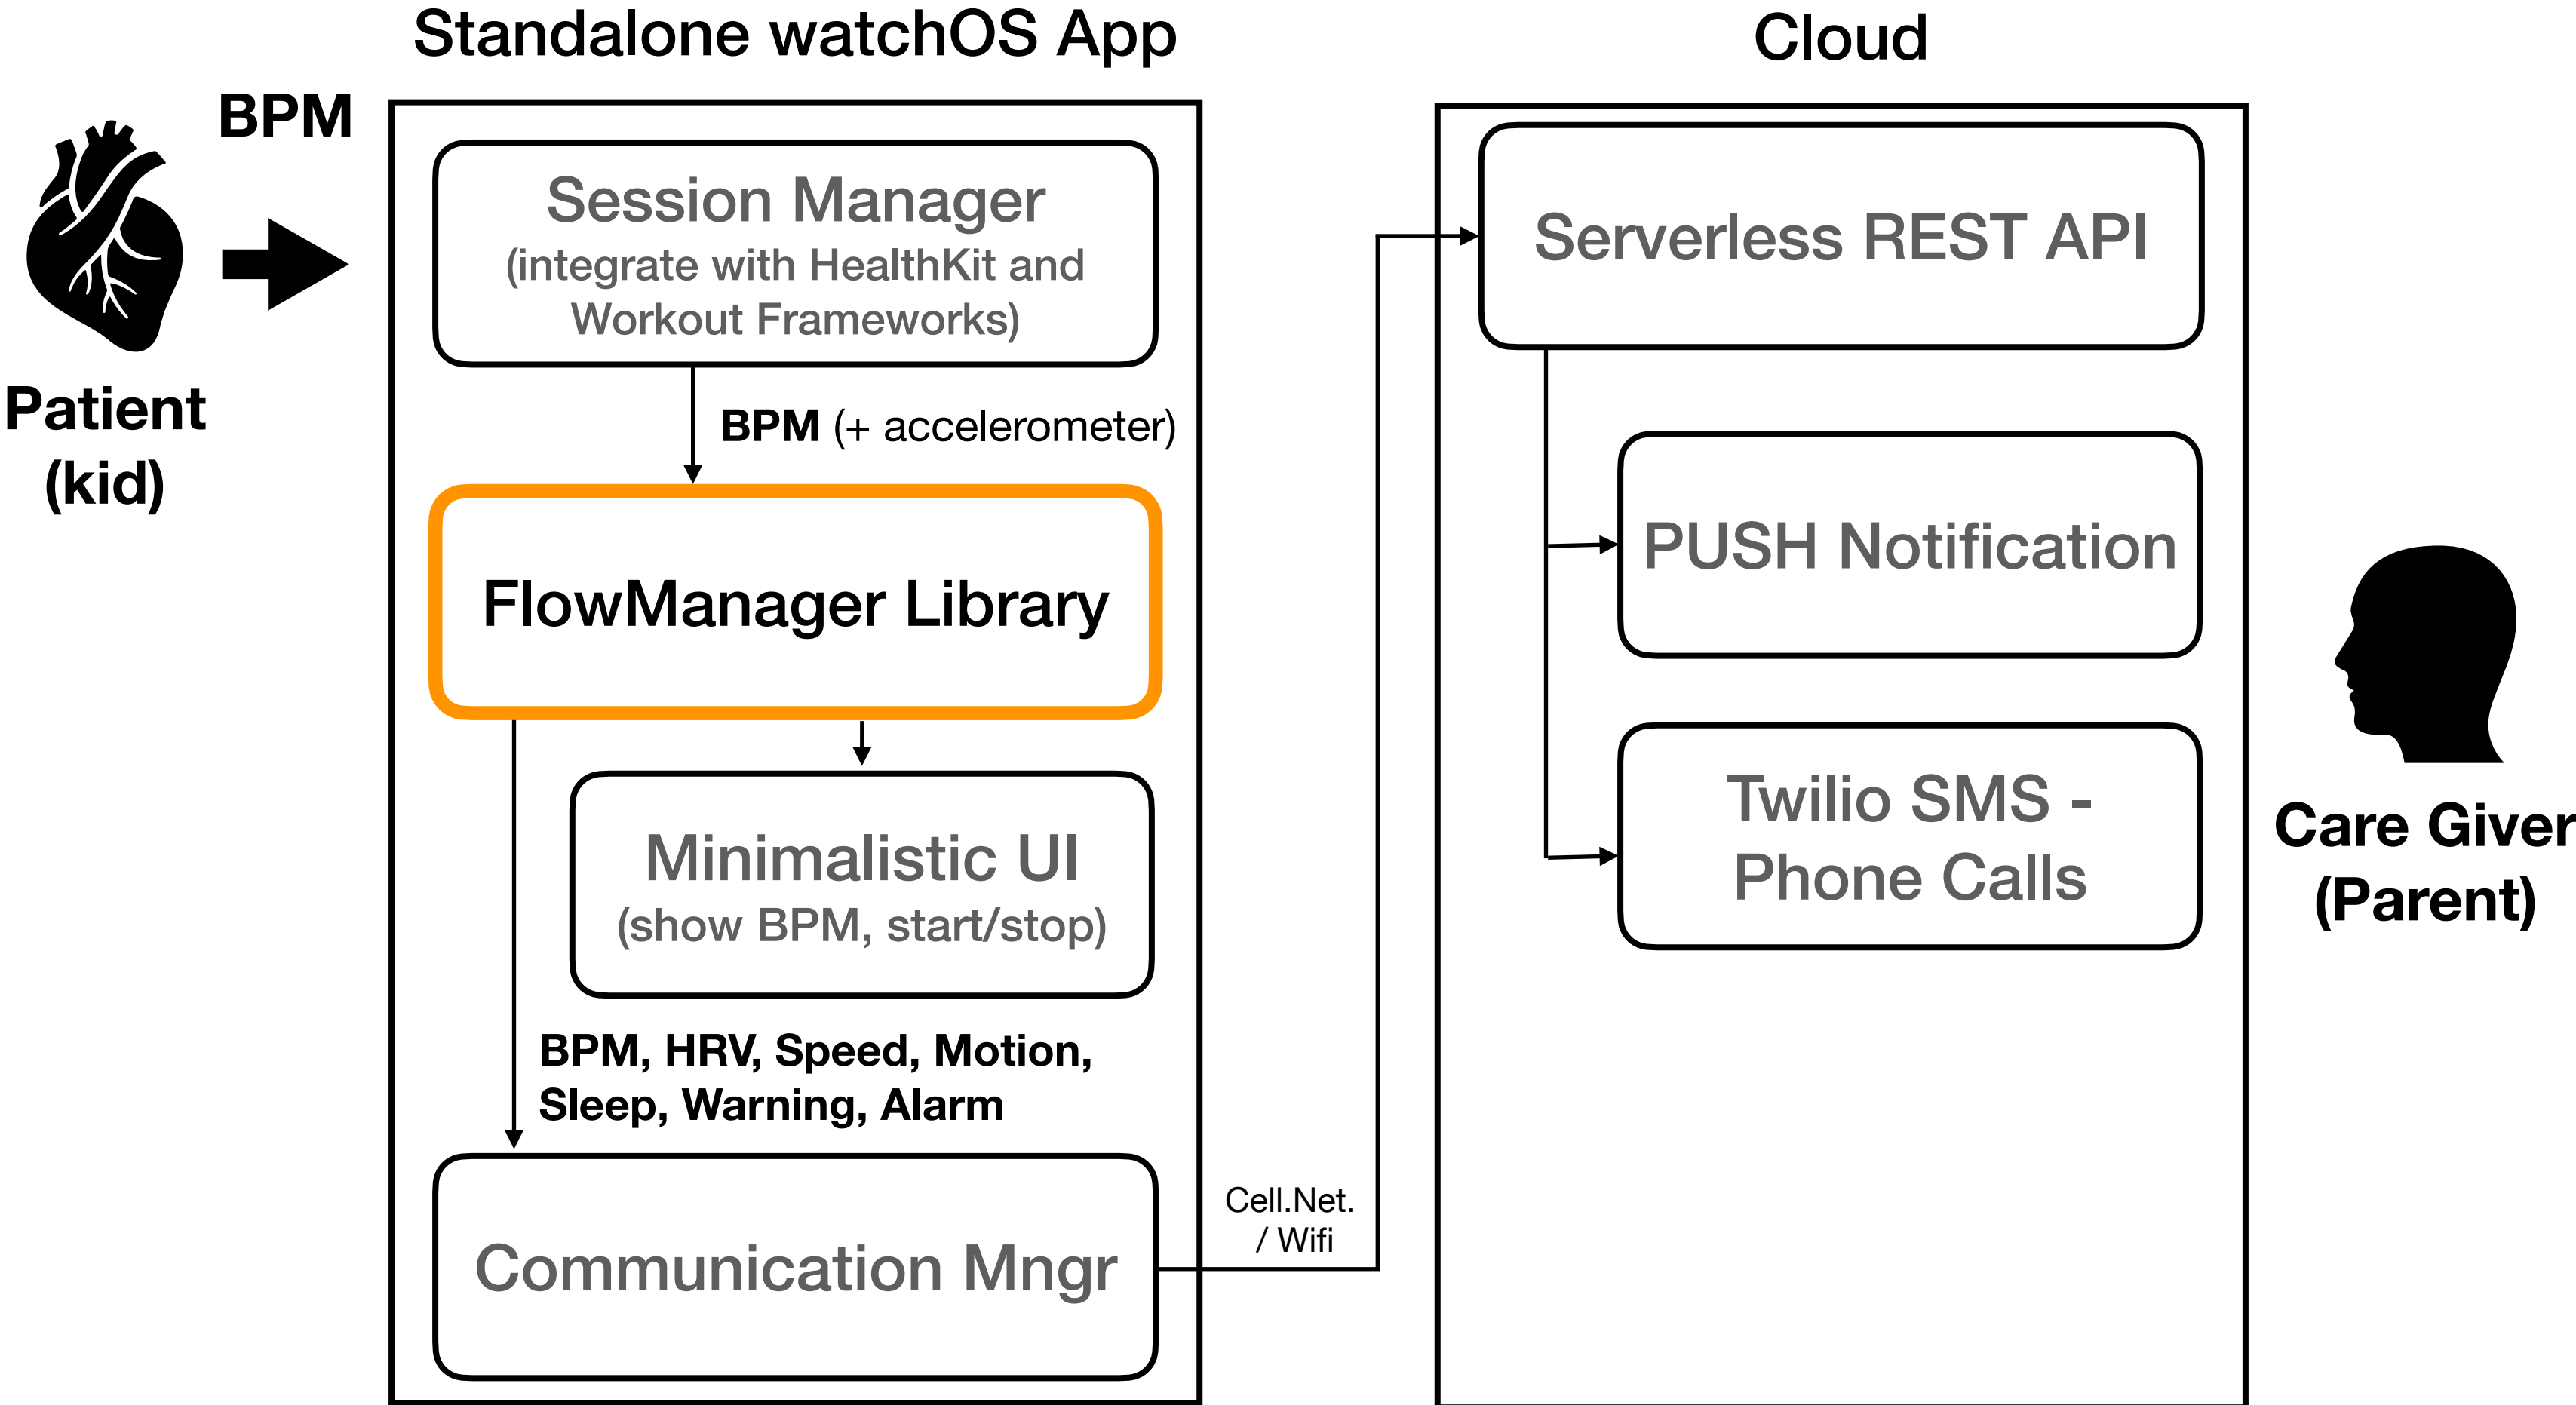 Standalone watchOS App
Cloud
BPM
Patient
(kid)
Session Manager
(integrate with HealthKit and
Workout Frameworks)
BPM (+ accelerometer)
FlowManager Library
Minimalistic UI
(show BPM, start/stop)
BPM, HRV, Speed, Motion,
Sleep, Warning, Alarm
Communication Mngr
Cell.Net.
/ Wifi
Serverless REST API
PUSH Notification
Twilio SMS -
Phone Calls
Care Giver
(Parent)